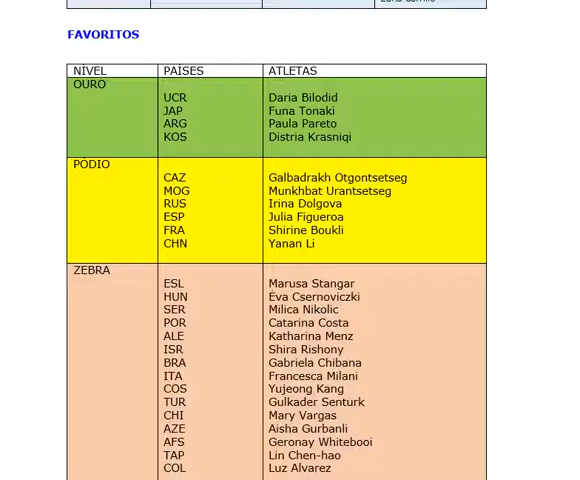 FAVORITOS
NÍVEL PAÍSES ATLETAS
OURO
UCR Daria Bilodid
JAP Funa Tonaki
ARG Paula Pareto
KOS Distria Krasniqi
PÓDIO
CAZ Galbadrakh Otgontsetseg
MOG Munkhbat Urantsetseg
RUS Irina Dolgova
ESP Julia Figueroa
FRA Shirine Boukli
CHN Yanan Li
ZEBRA
ESL Marusa Stangar
HUN Éva Csernoviczki
SER Milica Nikolic
POR Catarina Costa
ALE Katharina Menz
ISR Shira Rishony
BRA Gabriela Chibana
ITA Francesca Milani
COS Yujeong Kang
TUR Gulkader Senturk
CHI Mary Vargas
AZE Aisha Gurbanli
AFS Geronay Whitebooi
TAP Lin Chen-hao
COL Luz Alvarez